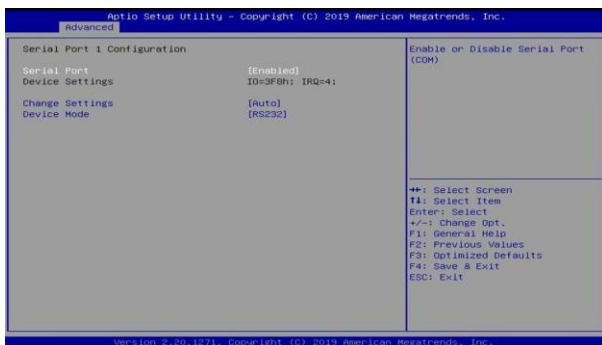 Aptio Setup Utility – Copyright (C) 2019 American Megatrends, Inc.
Advanced
Serial Port 1 Configuration
Serial Port [Enabled]
Device Settings IO=3F8h; IRQ=4;
Change Settings [Auto]
Device Mode [RS232]
Enable or Disable Serial Port
(COM)
→←: Select Screen
↑↓: Select Item
Enter: Select
+/-: Change Opt.
F1: General Help
F2: Previous Values
F3: Optimized Defaults
F4: Save & Exit
ESC: Exit
Version 2.20.1271. Copyright (C) 2019 American Megatrends, Inc.